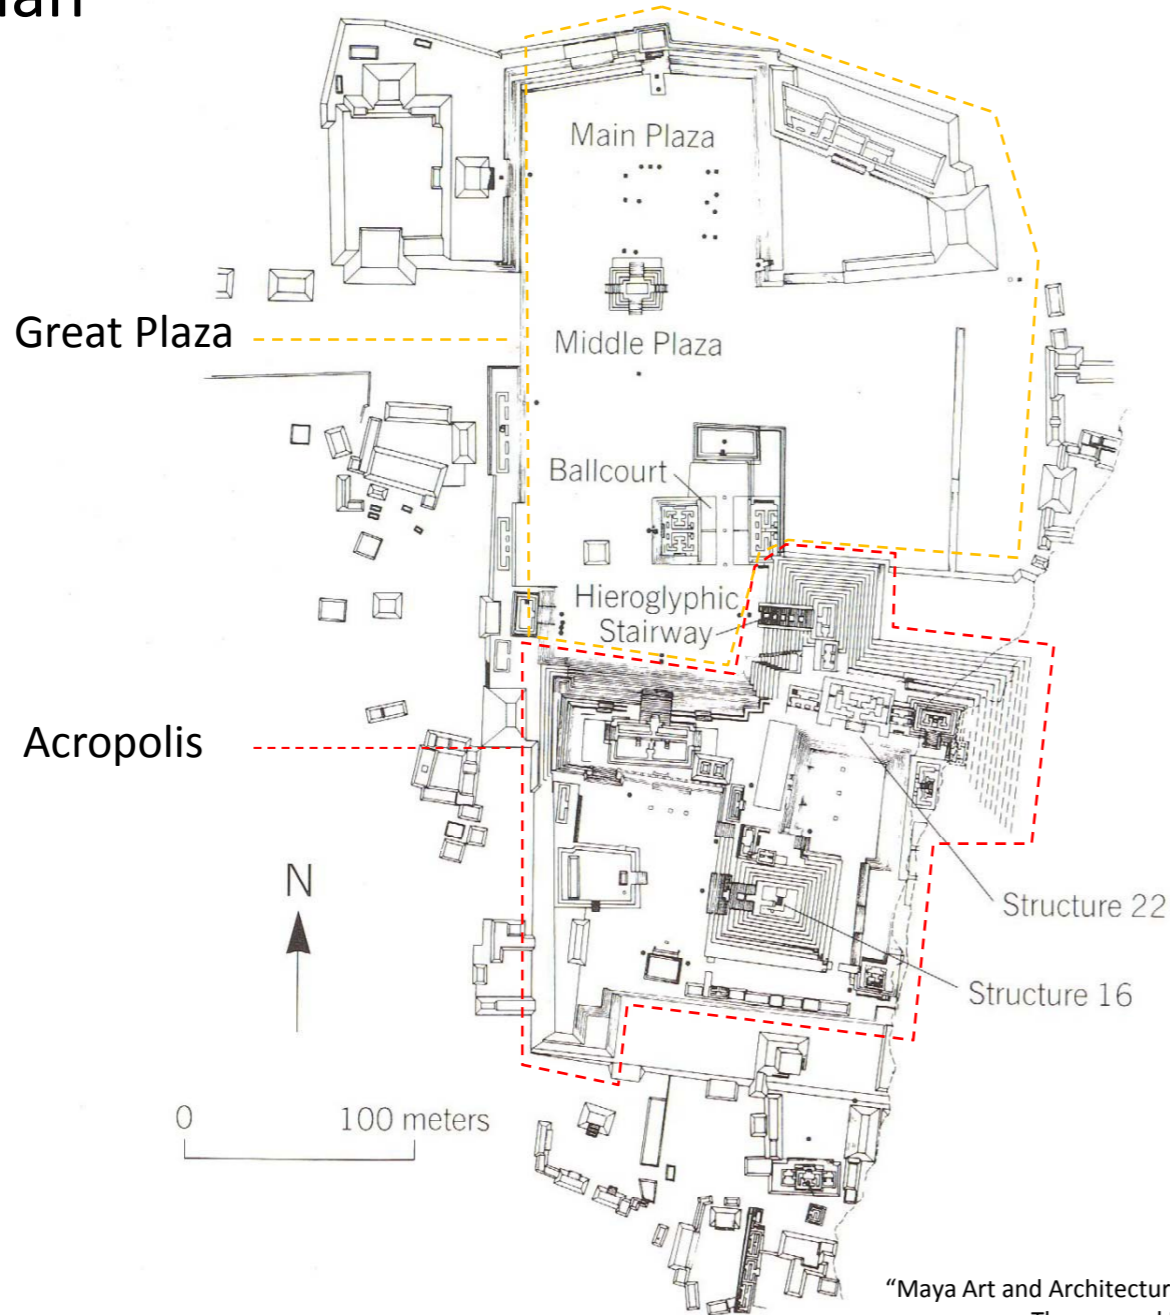 Main Plaza
Great Plaza
Middle Plaza
Ballcourt
Hieroglyphic
Stairway
Acropolis
N
Structure 22
Structure 16
0
100 meters
“Maya Art and Architectur